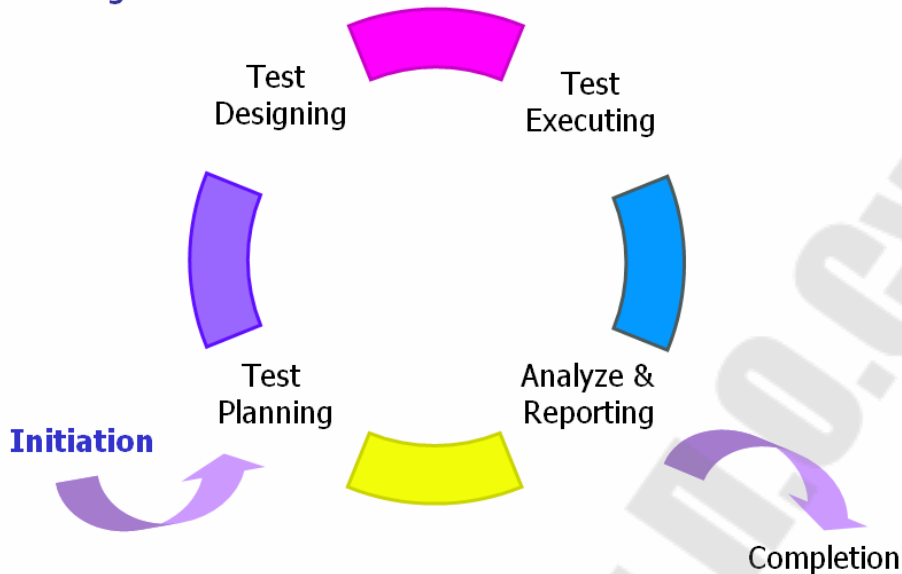 Test
Designing
Test
Executing
Test
Planning
Analyze &
Reporting
Initiation
Completion